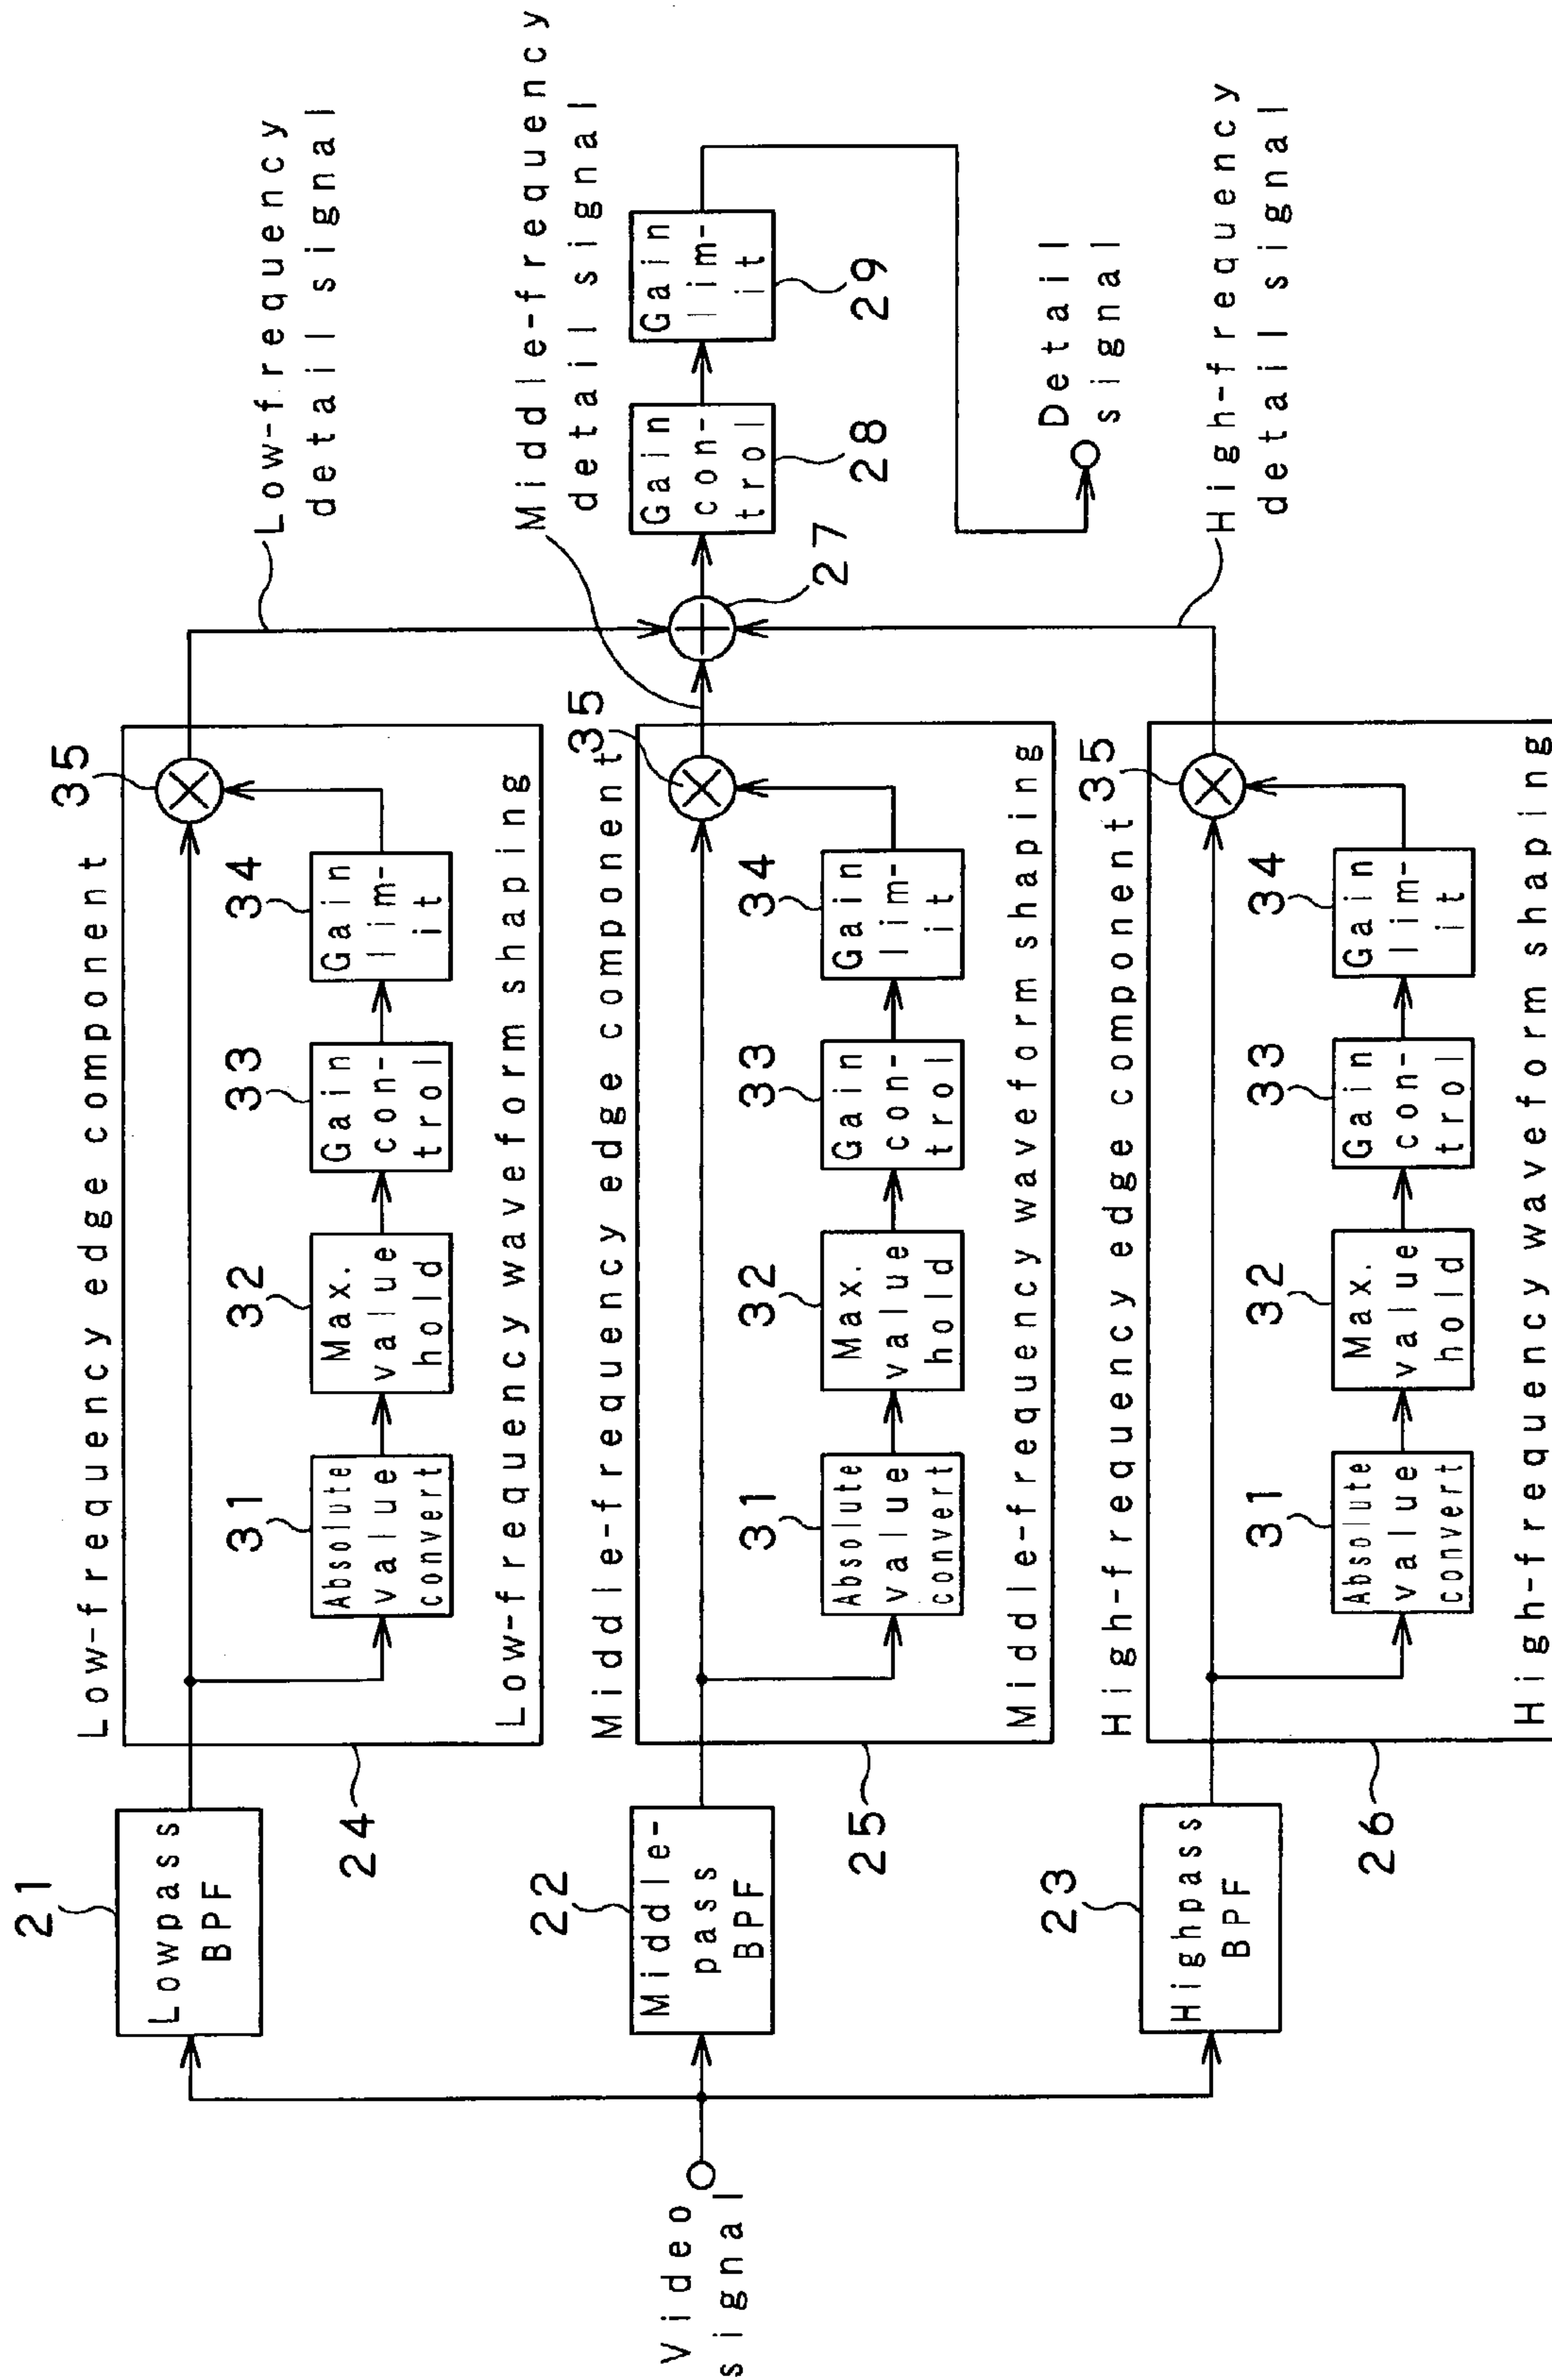 Video
signal
21
Lowpass
BPF
22
Middle-
pass
BPF
23
Highpass
BPF
Low-frequency edge component
24
31
Absolute
value
convert
32
Max.
value
hold
33
Gain
con-
trol
34
Gain
lim-
it
35
Low-frequency waveform shaping
Middle-frequency edge component
25
31
Absolute
value
convert
32
Max.
value
hold
33
Gain
con-
trol
34
Gain
lim-
it
35
Middle-frequency waveform shaping
High-frequency edge component
26
31
Absolute
value
convert
32
Max.
value
hold
33
Gain
con-
trol
34
Gain
lim-
it
35
High-frequency waveform shaping
Low-frequency
detail signal
Middle-frequency
detail signal
27
Gain
con-
trol
28
Gain
lim-
it
29
Detail
signal
High-frequency
detail signal